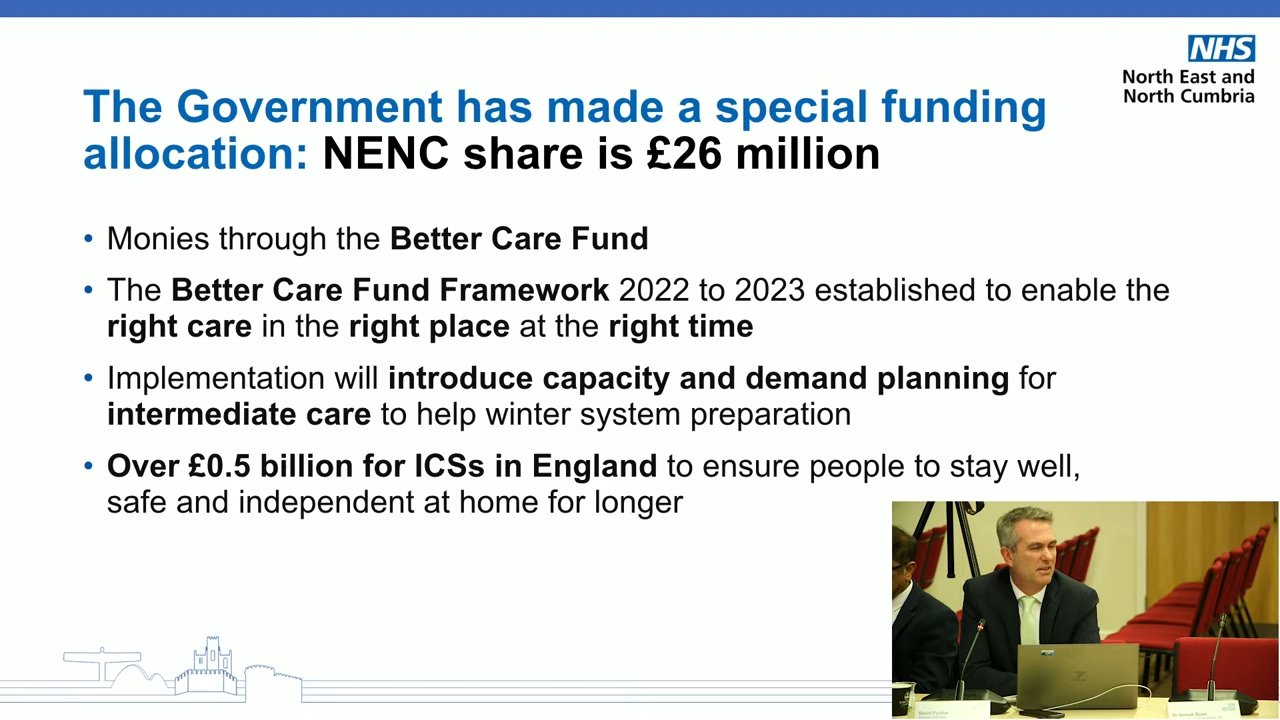 NHS
North East and
North Cumbria
The Government has made a special funding
allocation: NENC share is £26 million
• Monies through the Better Care Fund
• The Better Care Fund Framework 2022 to 2023 established to enable the
right care in the right place at the right time
• Implementation will introduce capacity and demand planning for
intermediate care to help winter system preparation
• Over £0.5 billion for ICSs in England to ensure people to stay well,
safe and independent at home for longer